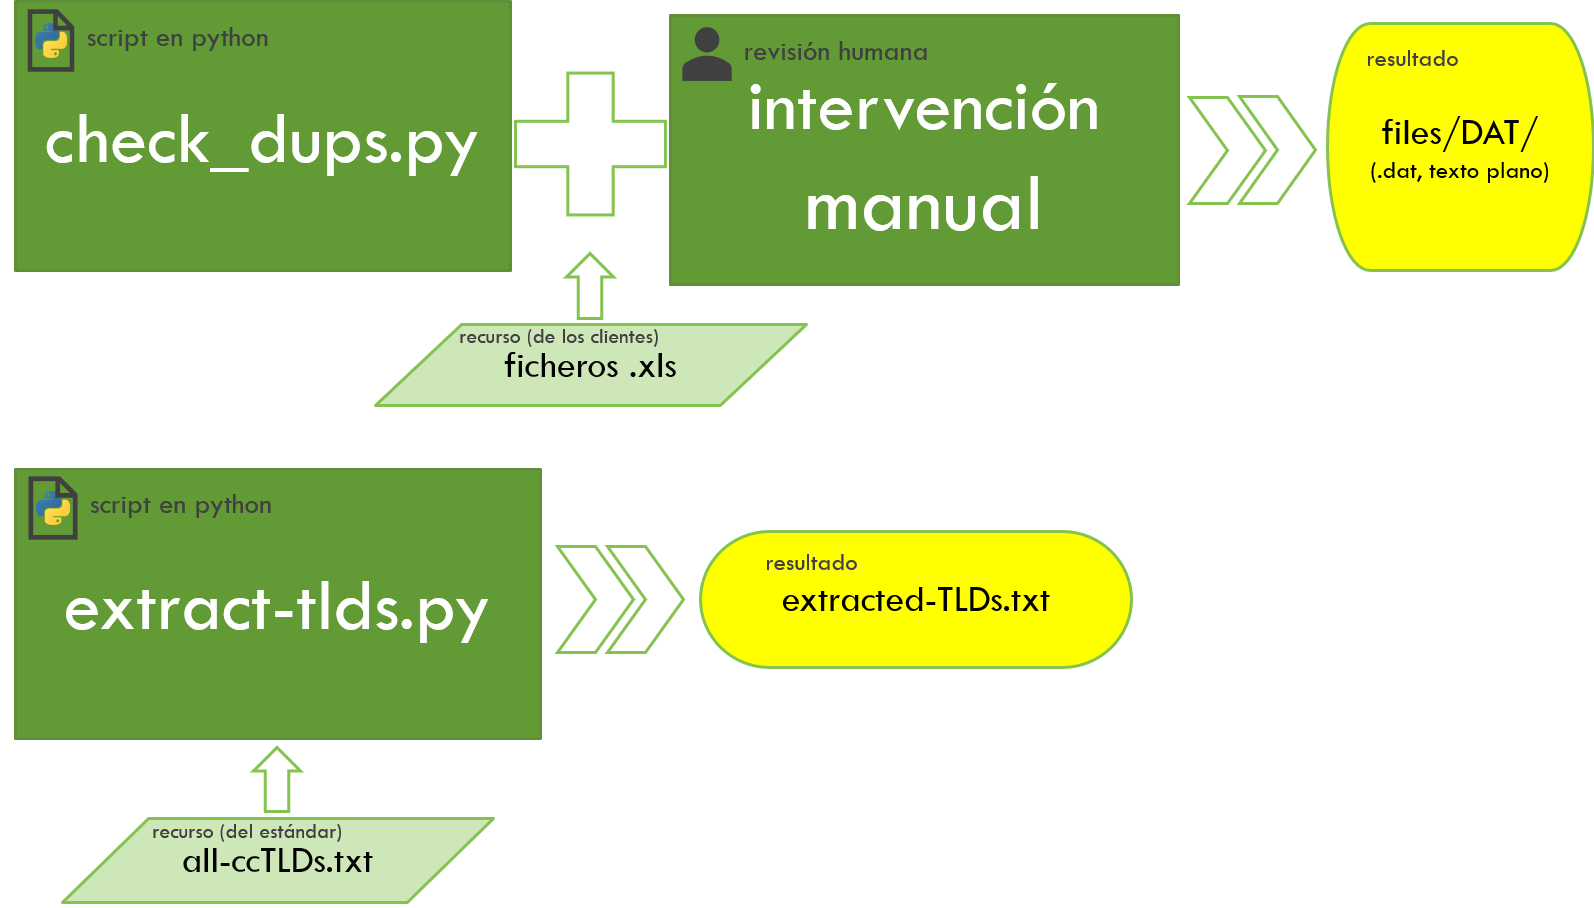 script en python
check_dups.py
revisión humana
intervención
manual
resultado
files/DAT/
(.dat, texto plano)
recurso (de los clientes)
ficheros .xls
script en python
extract-tlds.py
resultado
extracted-TLDs.txt
recurso (del estándar)
all-ccTLDs.txt